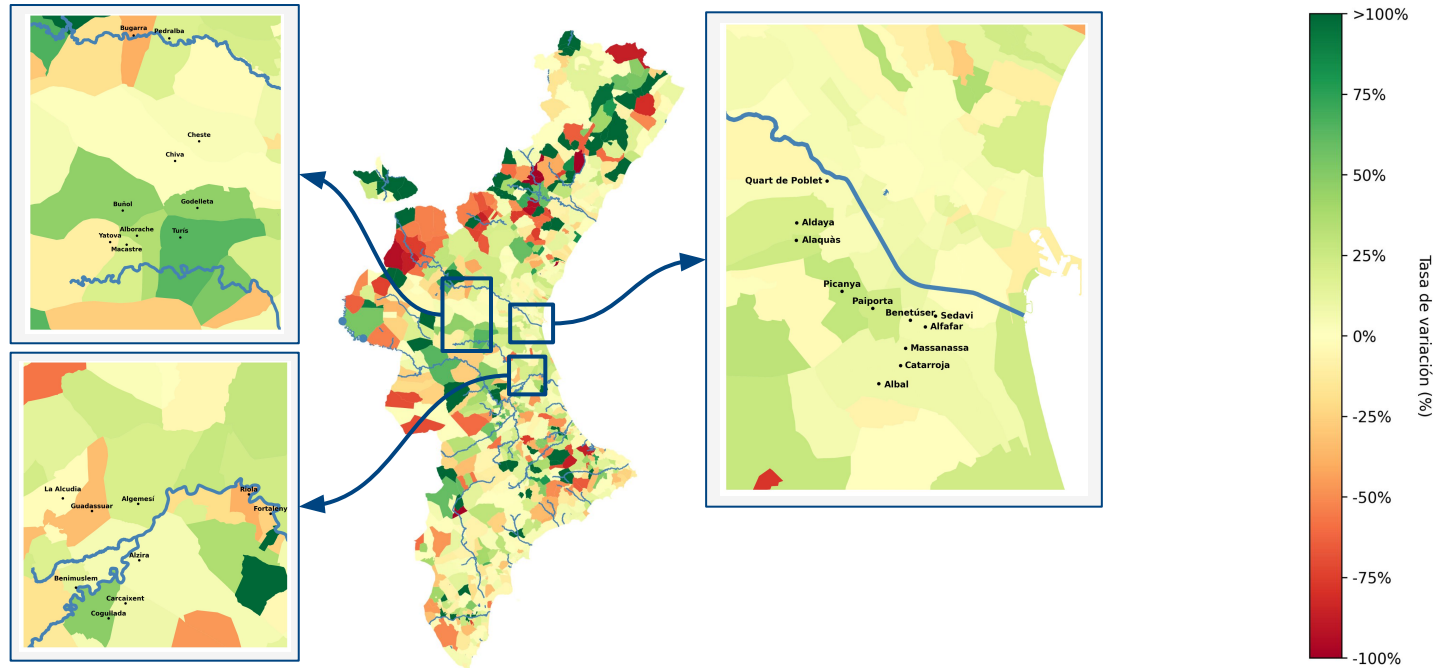 Bugarra
Pedralba
Cheste
Chiva
Buñol
Godelleta
Alborache
Yatova
Turís
Macastre
La Alcudia
Guadassuar
Algemesí
Riola
Fortaleny
Alzira
Benimuslem
Carcaixent
Cogullada
Quart de Poblet
Aldaya
Alaquàs
Picanya
Paiporta
Benetúser
Sedavi
Alfafar
Massanassa
Catarroja
Albal
>100%
75%
50%
25%
0%
-25%
-50%
-75%
-100%
Tasa de variación (%)